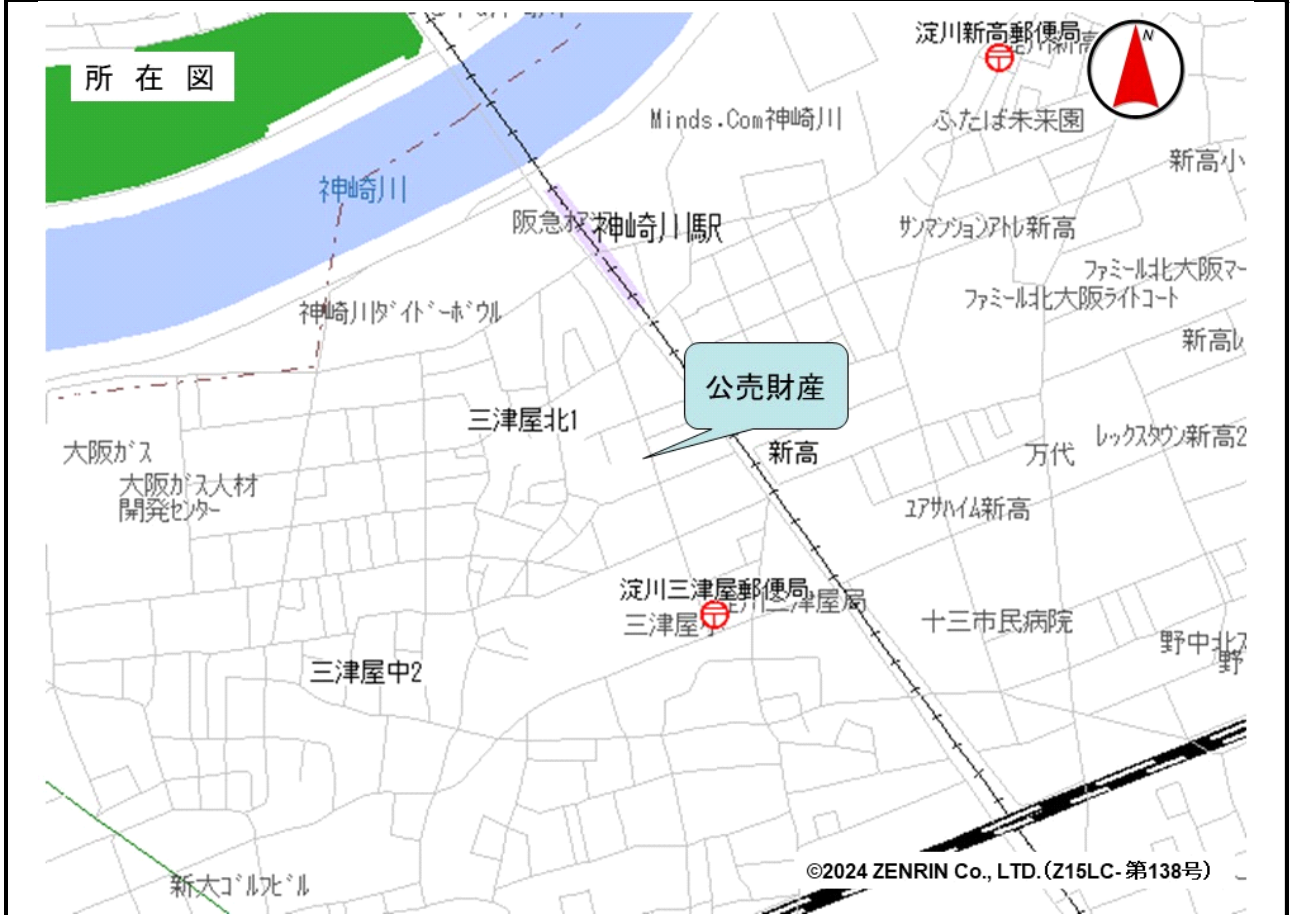 淀川新高郵便局
N
所在図
Minds.Com神崎川
ふたば未来園
新高小
神崎川
阪急
神崎川駅
サンマンションアトレ新高
ファミール北大阪マー
ファミール北大阪ライトコート
神崎川ダイドーボウル
新高
公売財産
三津屋北1
新高
レックスタウン新高2
万代
大阪ガス
大阪ガス人材
開発センター
ユアサハイム新高
淀川三津屋郵便局
淀川三津屋局
三津屋
十三市民病院
野中北
野
三津屋中2
©2024 ZENRIN Co., LTD.(Z15LC-第138号)
新大ゴルフビル